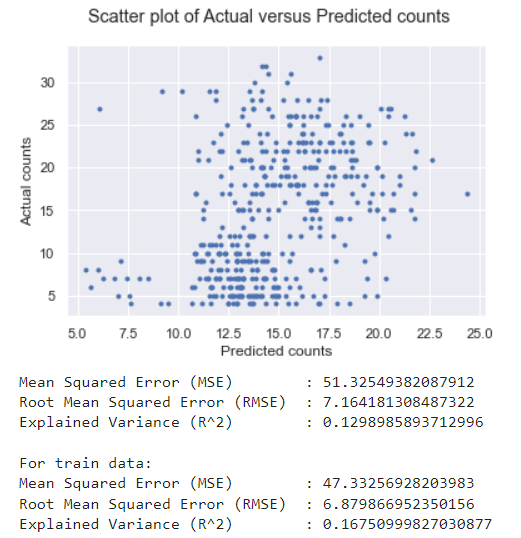 Scatter plot of Actual versus Predicted counts
30
25
20
15
10
5
Actual counts
5.0 7.5 10.0 12.5 15.0 17.5 20.0 22.5 25.0
Predicted counts
Mean Squared Error (MSE) : 51.32549382087912
Root Mean Squared Error (RMSE) : 7.164181308487322
Explained Variance (R^2) : 0.1298985893712996
For train data:
Mean Squared Error (MSE) : 47.33256928203983
Root Mean Squared Error (RMSE) : 6.879866952350156
Explained Variance (R^2) : 0.16750999827030877